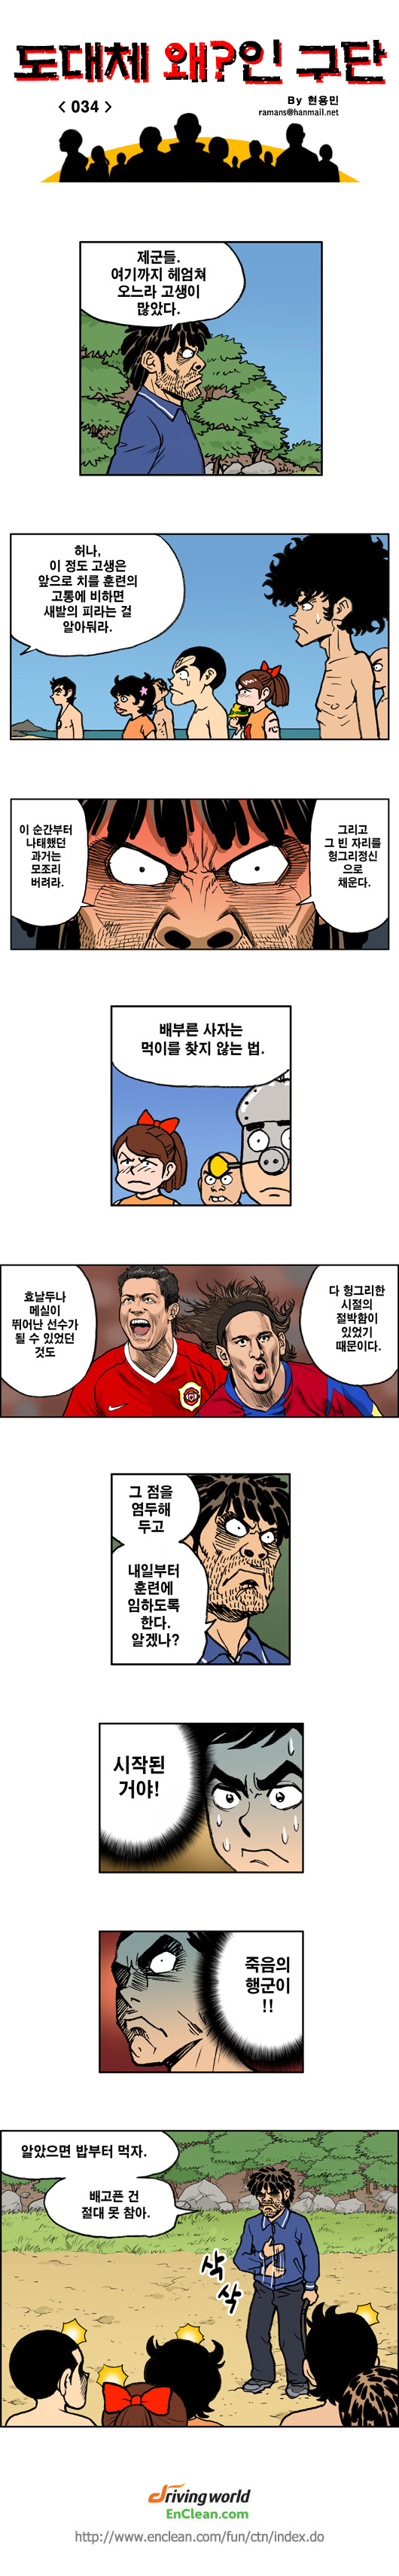 도대체 왜?인 구단
< 034 >
By 현용민
ramans@hanmail.net
제군들.
여기까지 헤엄쳐
오느라 고생이
많았다.
허나,
이 정도 고생은
앞으로 치를 훈련의
고통에 비하면
새발의 피라는 걸
알아둬라.
이 순간부터
나태했던
과거는
모조리
버려라.
그리고
그 빈 자리를
헝그리정신
으로
채운다.
배부른 사자는
먹이를 찾지 않는 법.
효날두나
메실이
뛰어난 선수가
될 수 있었던
것도
다 헝그리한
시절의
절박함이
있었기
때문이다.
그 점을
염두해
두고
내일부터
훈련에
임하도록
한다.
알겠나?
시작된
거야!
죽음의
행군이
!!
알았으면 밥부터 먹자.
배고픈 건
절대 못 참아.
삭
삭
drivingworld
EnClean.com
http://www.enclean.com/fun/ctn/index.do